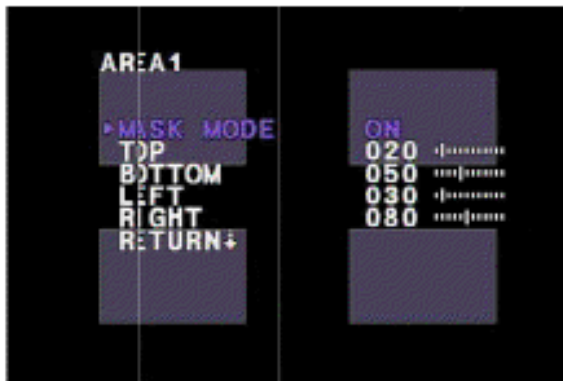 AREA1
MASK MODE ON
TOP 020
BOTTOM 050
LEFT 030
RIGHT 080
RETURN